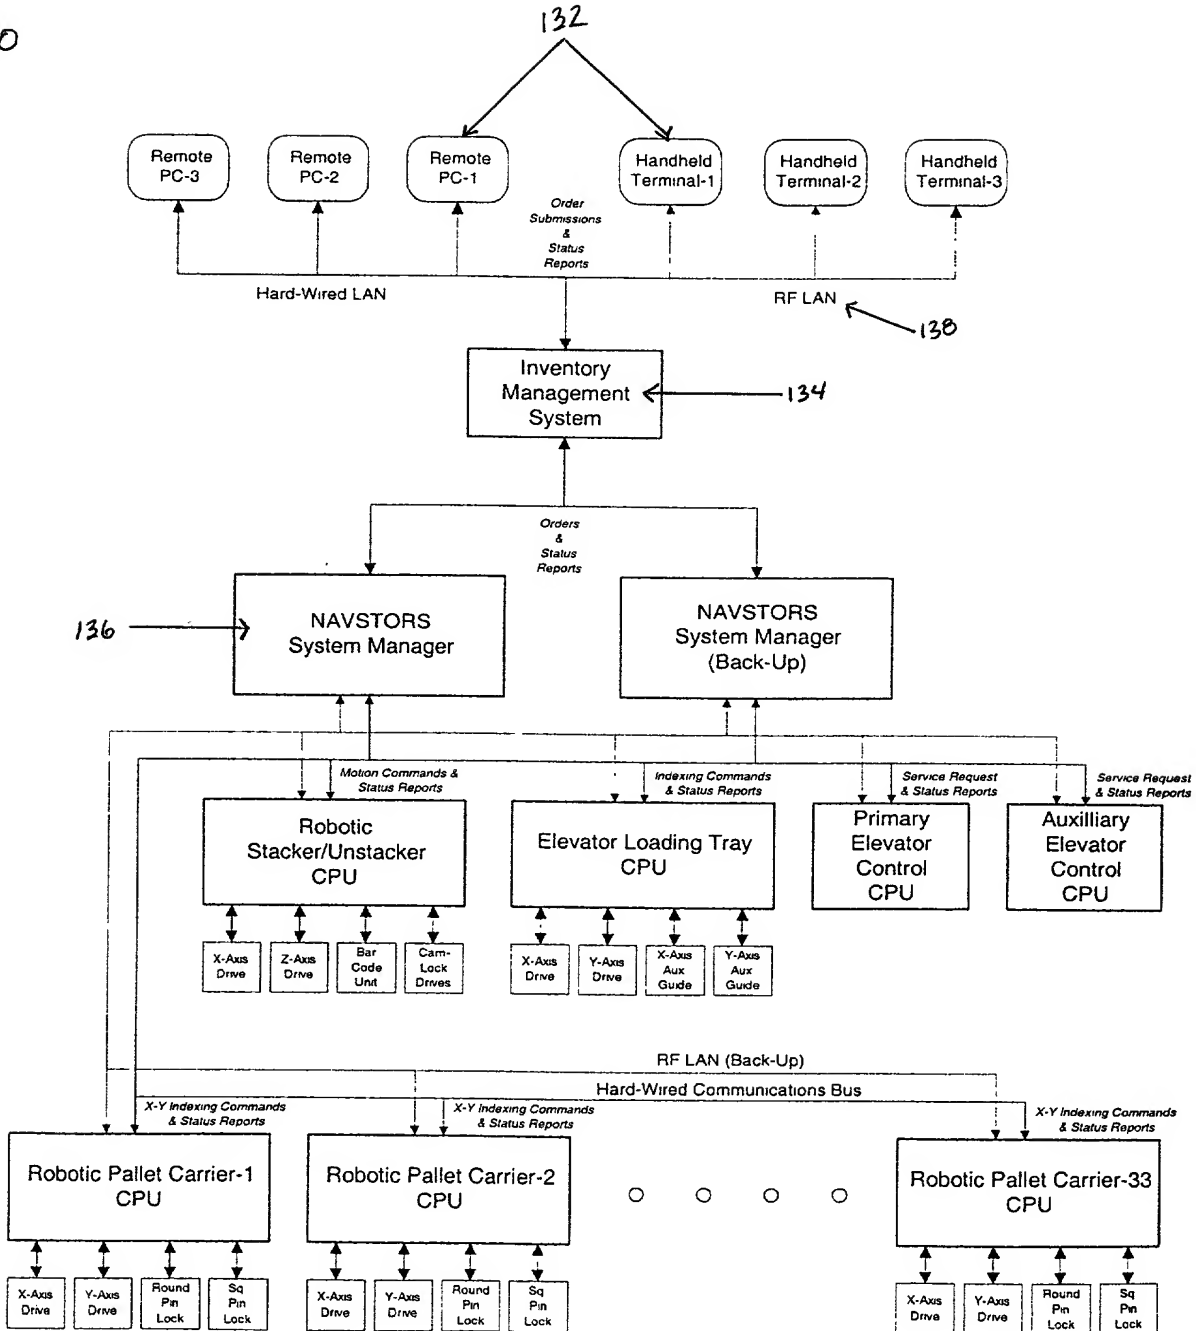 132
Remote
PC-3
Remote
PC-2
Remote
PC-1
Handheld
Terminal-1
Handheld
Terminal-2
Handheld
Terminal-3
Order
Submissions
&
Status
Reports
Hard-Wired LAN
RF LAN
138
Inventory
Management
System
134
Orders
&
Status
Reports
136
NAVSTORS
System Manager
NAVSTORS
System Manager
(Back-Up)
Motion Commands &
Status Reports
Indexing Commands
& Status Reports
Service Request
& Status Reports
Service Request
& Status Reports
Robotic
Stacker/Unstacker
CPU
Elevator Loading Tray
CPU
Primary
Elevator
Control
CPU
Auxilliary
Elevator
Control
CPU
X-Axis
Drive
Z-Axis
Drive
Bar
Code
Unit
Cam-
Lock
Drives
X-Axis
Drive
Y-Axis
Drive
X-Axis
Aux
Guide
Y-Axis
Aux
Guide
RF LAN (Back-Up)
Hard-Wired Communications Bus
X-Y Indexing Commands
& Status Reports
X-Y Indexing Commands
& Status Reports
X-Y Indexing Commands
& Status Reports
Robotic Pallet Carrier-1
CPU
Robotic Pallet Carrier-2
CPU
Robotic Pallet Carrier-33
CPU
X-Axis
Drive
Y-Axis
Drive
Round
Pin
Lock
Sq
Pin
Lock
X-Axis
Drive
Y-Axis
Drive
Round
Pin
Lock
Sq
Pin
Lock
X-Axis
Drive
Y-Axis
Drive
Round
Pin
Lock
Sq
Pin
Lock